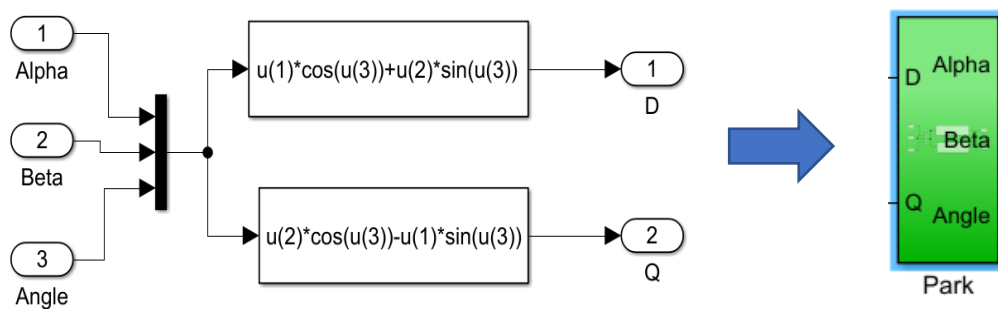 1
Alpha
2
Beta
3
Angle
u(1)*cos(u(3))+u(2)*sin(u(3))
u(2)*cos(u(3))-u(1)*sin(u(3))
1
D
2
Q
D
Q
Alpha
Beta
Angle
Park